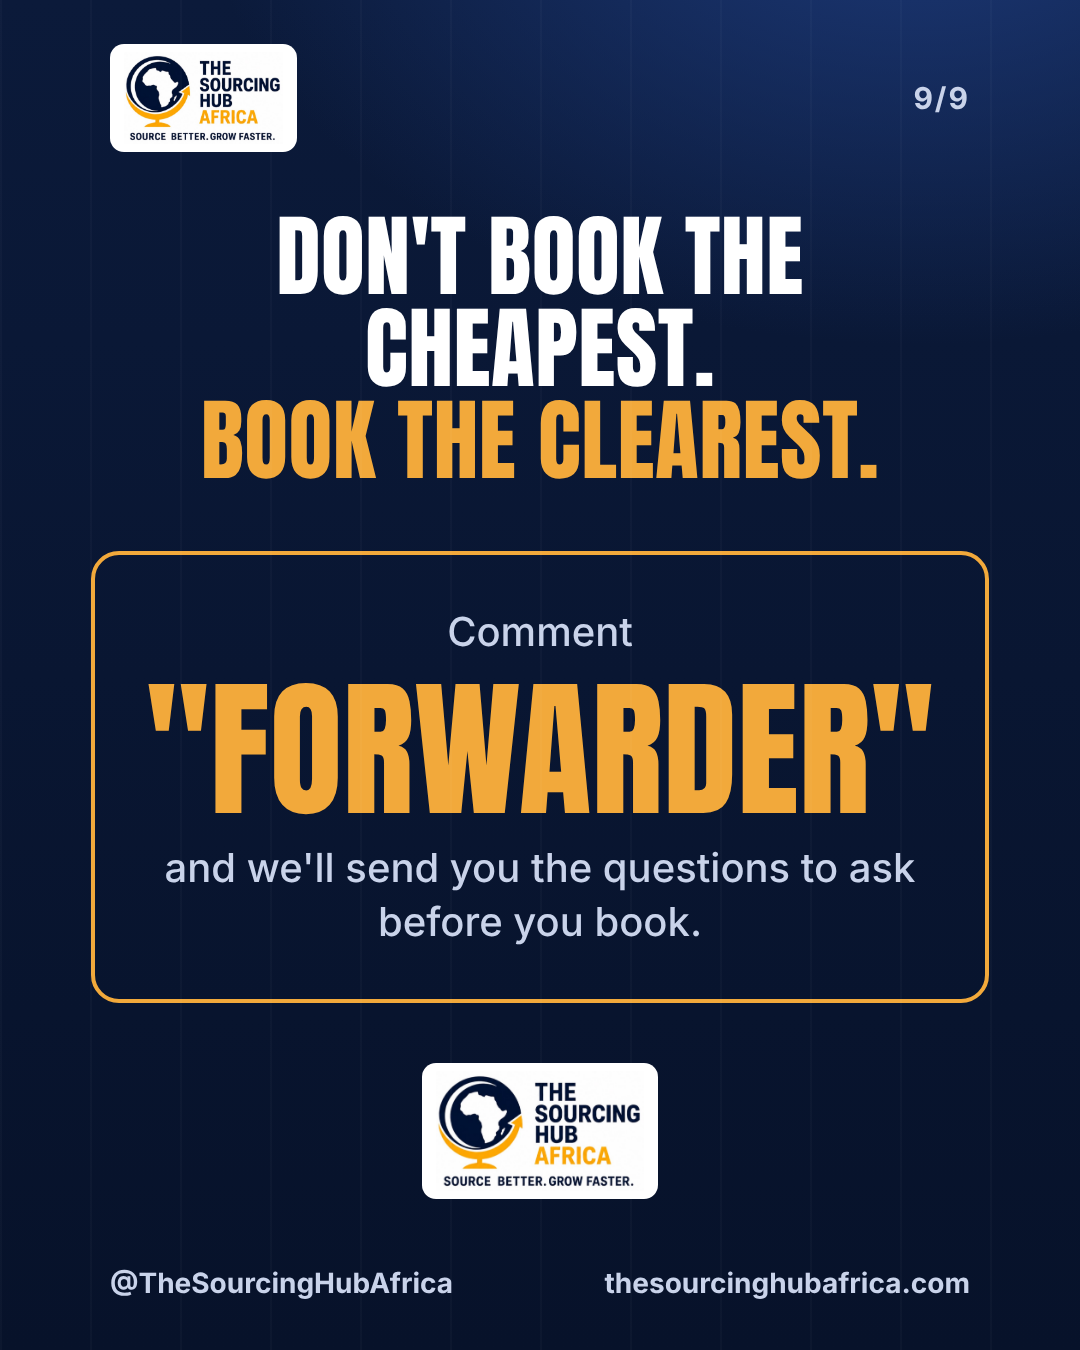 THE
SOURCING
HUB
AFRICA
SOURCE BETTER. GROW FASTER.
9/9
DON'T BOOK THE
CHEAPEST.
BOOK THE CLEAREST.
Comment
"FORWARDER"
and we'll send you the questions to ask
before you book.
THE
SOURCING
HUB
AFRICA
SOURCE BETTER. GROW FASTER.
@TheSourcingHubAfrica
thesourcinghubafrica.com